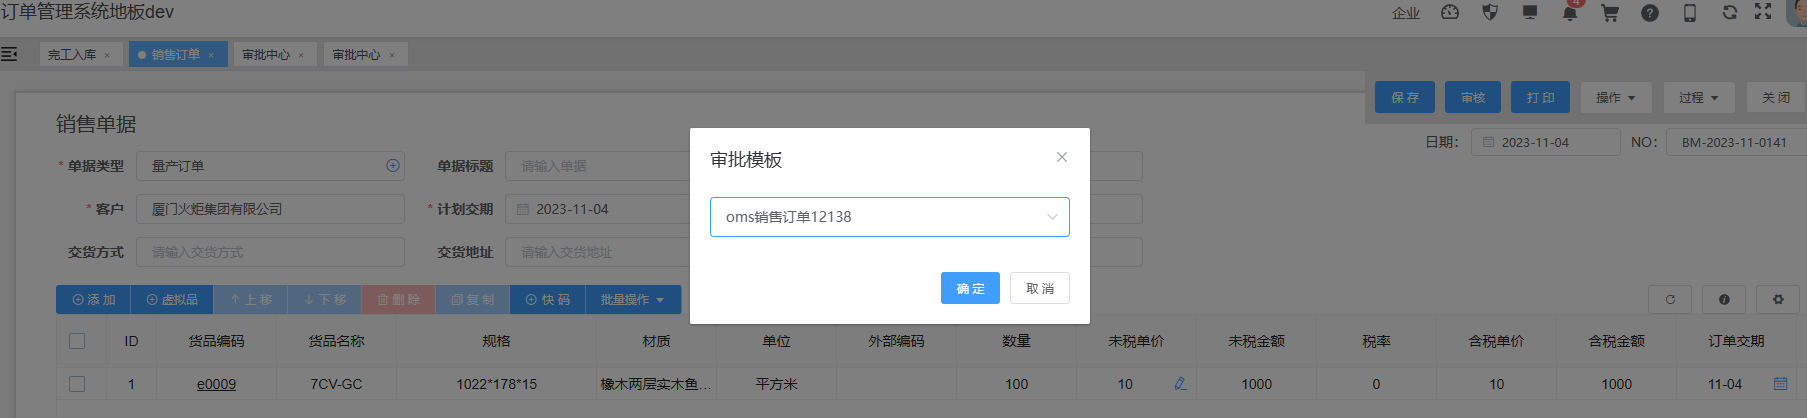 订单管理系统地板dev
企业
4
完工入库 ×
销售订单 ×
审批中心 ×
审批中心 ×
保 存
审核
打 印
操作
过程
关 闭
销售单据
日期：
2023-11-04
NO：
BM-2023-11-0141
* 单据类型
量产订单
单据标题
请输入单据
* 客户
厦门火炬集团有限公司
* 计划交期
2023-11-04
交货方式
请输入交货方式
交货地址
请输入交货地址
审批模板
oms销售订单12138
确 定
取 消
添 加
虚拟品
上 移
下 移
删 除
复 制
快 码
批量操作
ID 货品编码 货品名称 规格 材质 单位 外部编码 数量 未税单价 未税金额 税率 含税单价 含税金额 订单交期
1 e0009 7CV-GC 1022*178*15 橡木两层实木鱼... 平方米 100 10 1000 0 10 1000 11-04